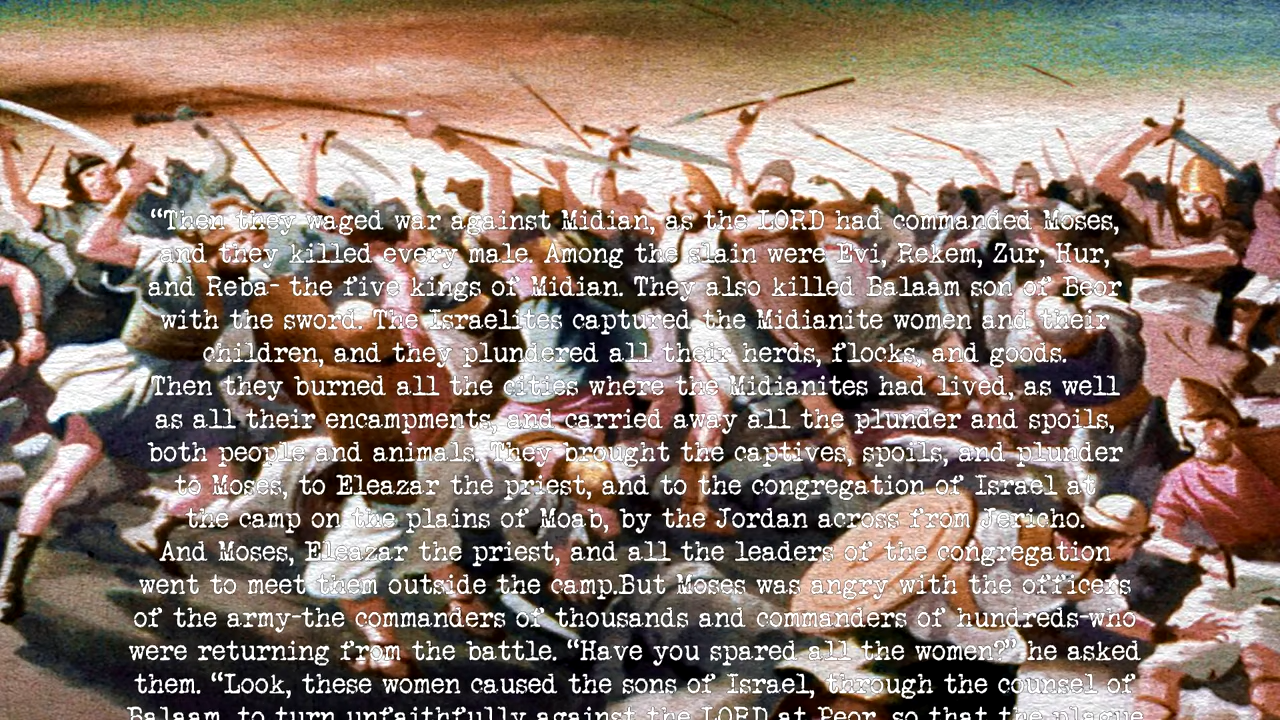 “Then they waged war against Midian, as the LORD had commanded Moses,
and they killed every male. Among the slain were Evi, Rekem, Zur, Hur,
and Reba- the five kings of Midian. They also killed Balaam son of Beor
with the sword. The Israelites captured the Midianite women and their
children, and they plundered all their herds, flocks, and goods.
Then they burned all the cities where the Midianites had lived, as well
as all their encampments, and carried away all the plunder and spoils,
both people and animals. They brought the captives, spoils, and plunder
to Moses, to Eleazar the priest, and to the congregation of Israel at
the camp on the plains of Moab, by the Jordan across from Jericho.
And Moses, Eleazar the priest, and all the leaders of the congregation
went to meet them outside the camp.But Moses was angry with the officers
of the army-the commanders of thousands and commanders of hundreds-who
were returning from the battle. “Have you spared all the women?” he asked
them. “Look, these women caused the sons of Israel, through the counsel of
Balaam, to turn unfaithfully against the LORD at Peor, so that the plague